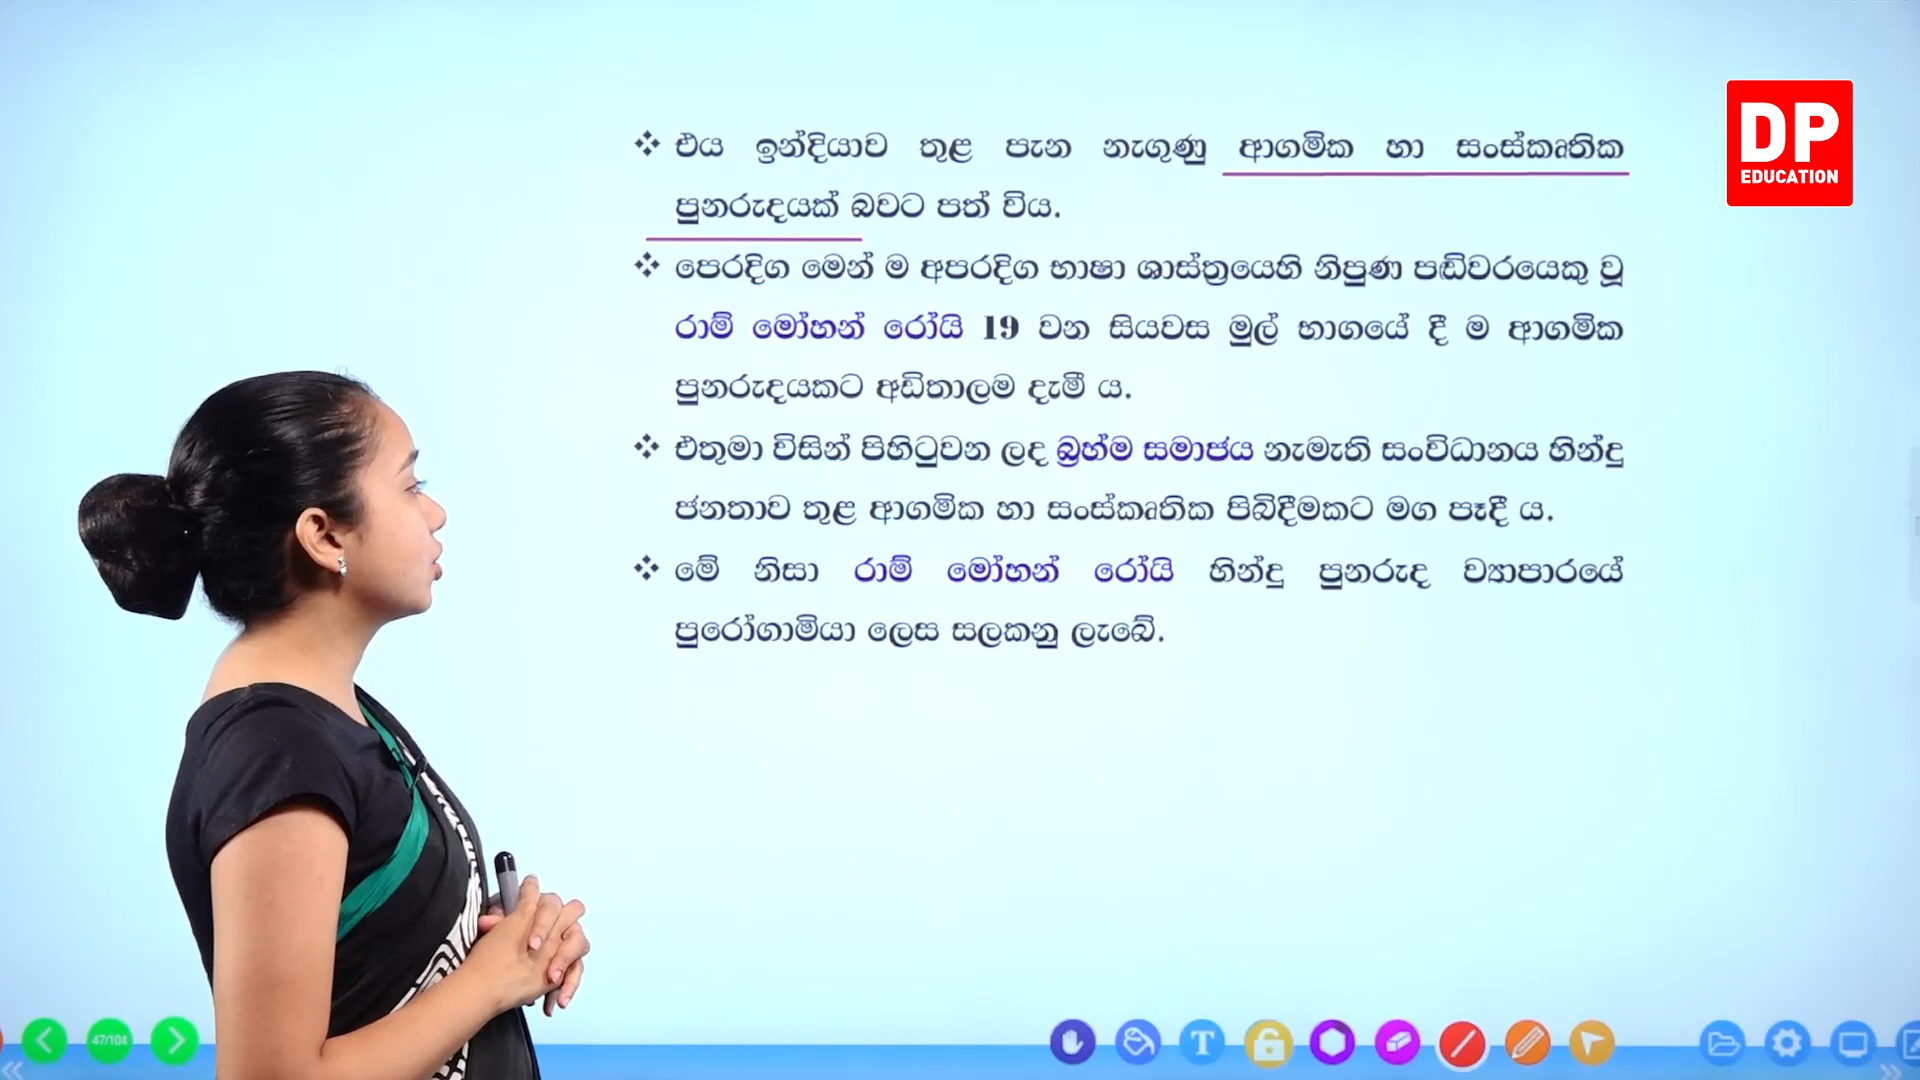 DP
EDUCATION
❖ එය ඉන්දියාව තුළ පැන නැගුණු ආගමික හා සංස්කෘතික
පුනරුදයක් බවට පත් විය.
❖ පෙරදිග මෙන් ම අපරදිග භාෂා ශාස්ත්‍රයෙහි නිපුණ පඬිවරයෙකු වූ
රාම් මෝහන් රෝයි 19 වන සියවස මුල් භාගයේ දී ම ආගමික
පුනරුදයකට අඩිතාලම දැමී ය.
❖ එතුමා විසින් පිහිටුවන ලද බ්‍රහ්ම සමාජය නැමැති සංවිධානය හින්දු
ජනතාව තුළ ආගමික හා සංස්කෘතික පිබිදීමකට මග පෑදී ය.
❖ මේ නිසා රාම් මෝහන් රෝයි හින්දු පුනරුද ව්‍යාපාරයේ
පුරෝගාමියා ලෙස සලකනු ලැබේ.
47/104
T